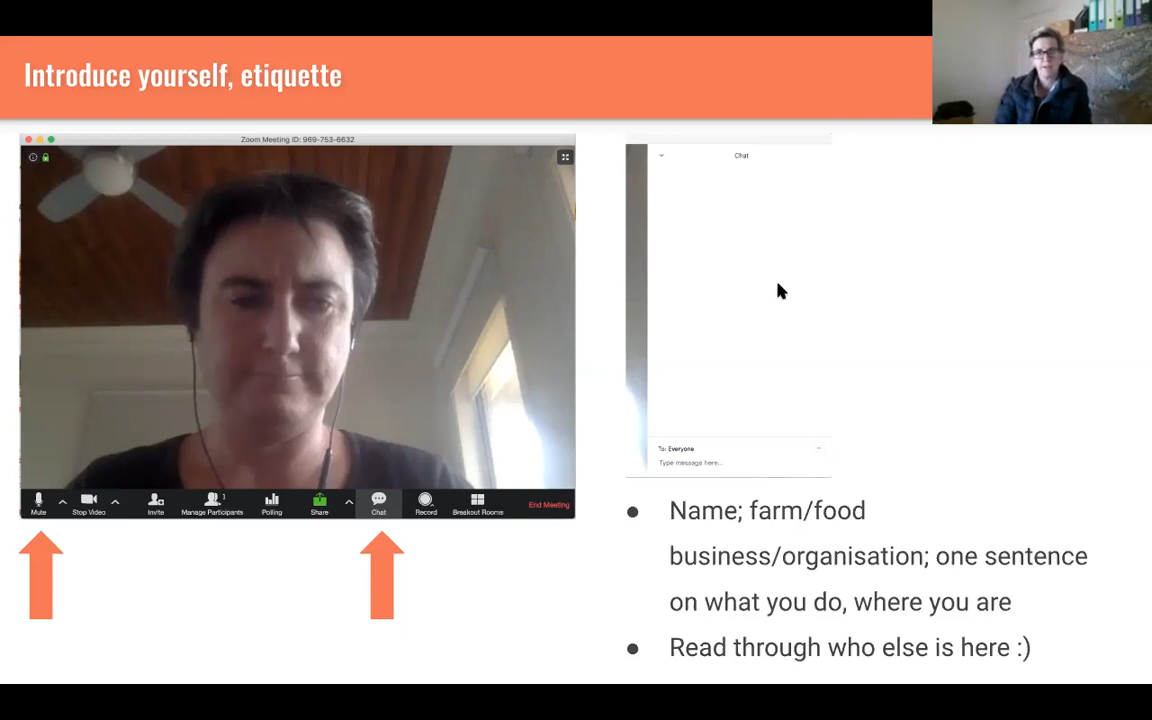 Introduce yourself, etiquette
Zoom Meeting ID: 969-753-6632
Chat
To: Everyone
Type message here...
1
Mute
Stop Video
Invite
Manage Participants
Polling
Share
Chat
Record
Breakout Rooms
End Meeting
● Name; farm/food
business/organisation; one sentence
on what you do, where you are
● Read through who else is here :)